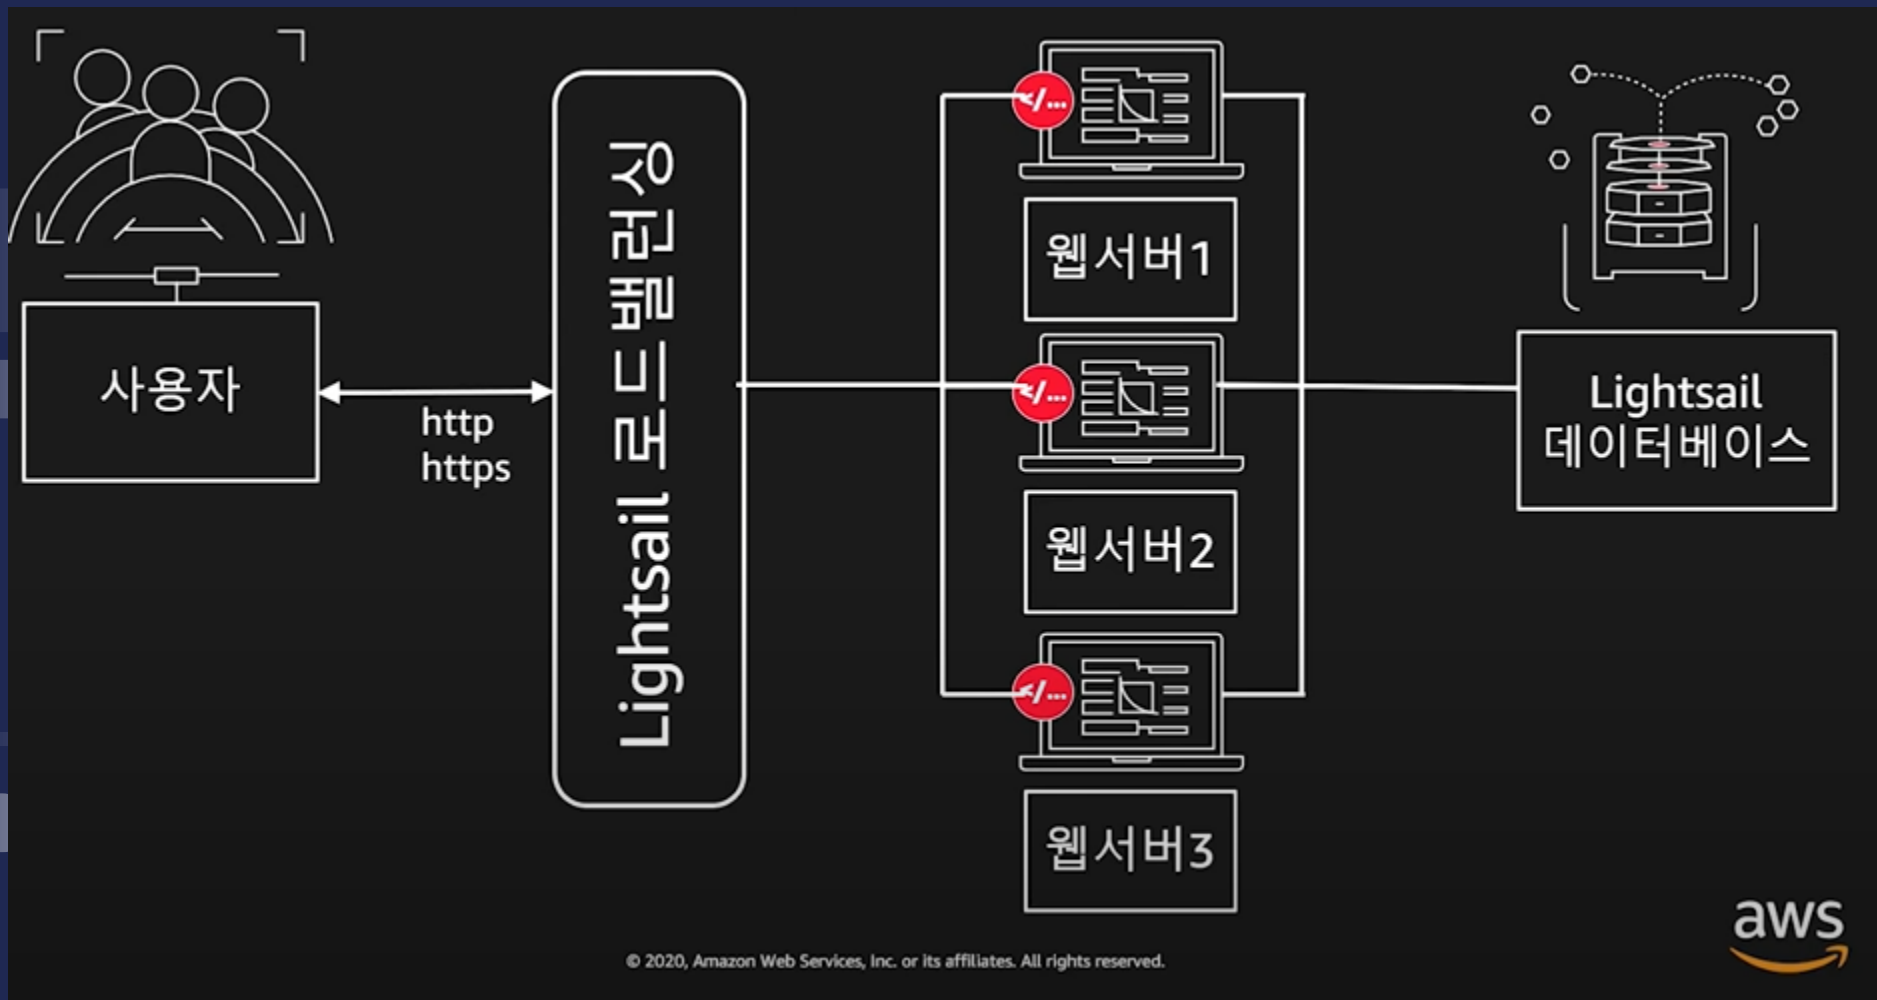 사용자
http
https
Lightsail 로드밸런싱
</...
웹서버1
</...
웹서버2
</...
웹서버3
Lightsail
데이터베이스
aws
© 2020, Amazon Web Services, Inc. or its affiliates. All rights reserved.